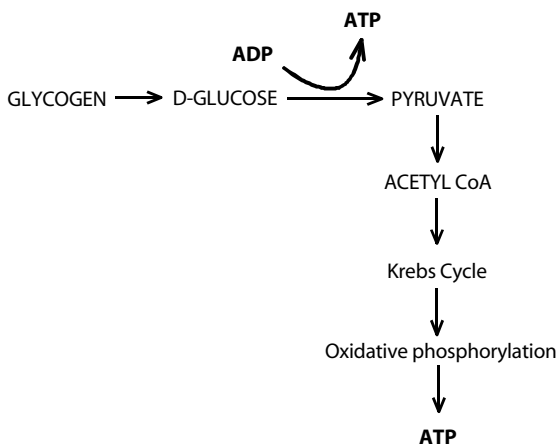 ATP
ADP
GLYCOGEN D-GLUCOSE PYRUVATE
ACETYL CoA
Krebs Cycle
Oxidative phosphorylation
ATP